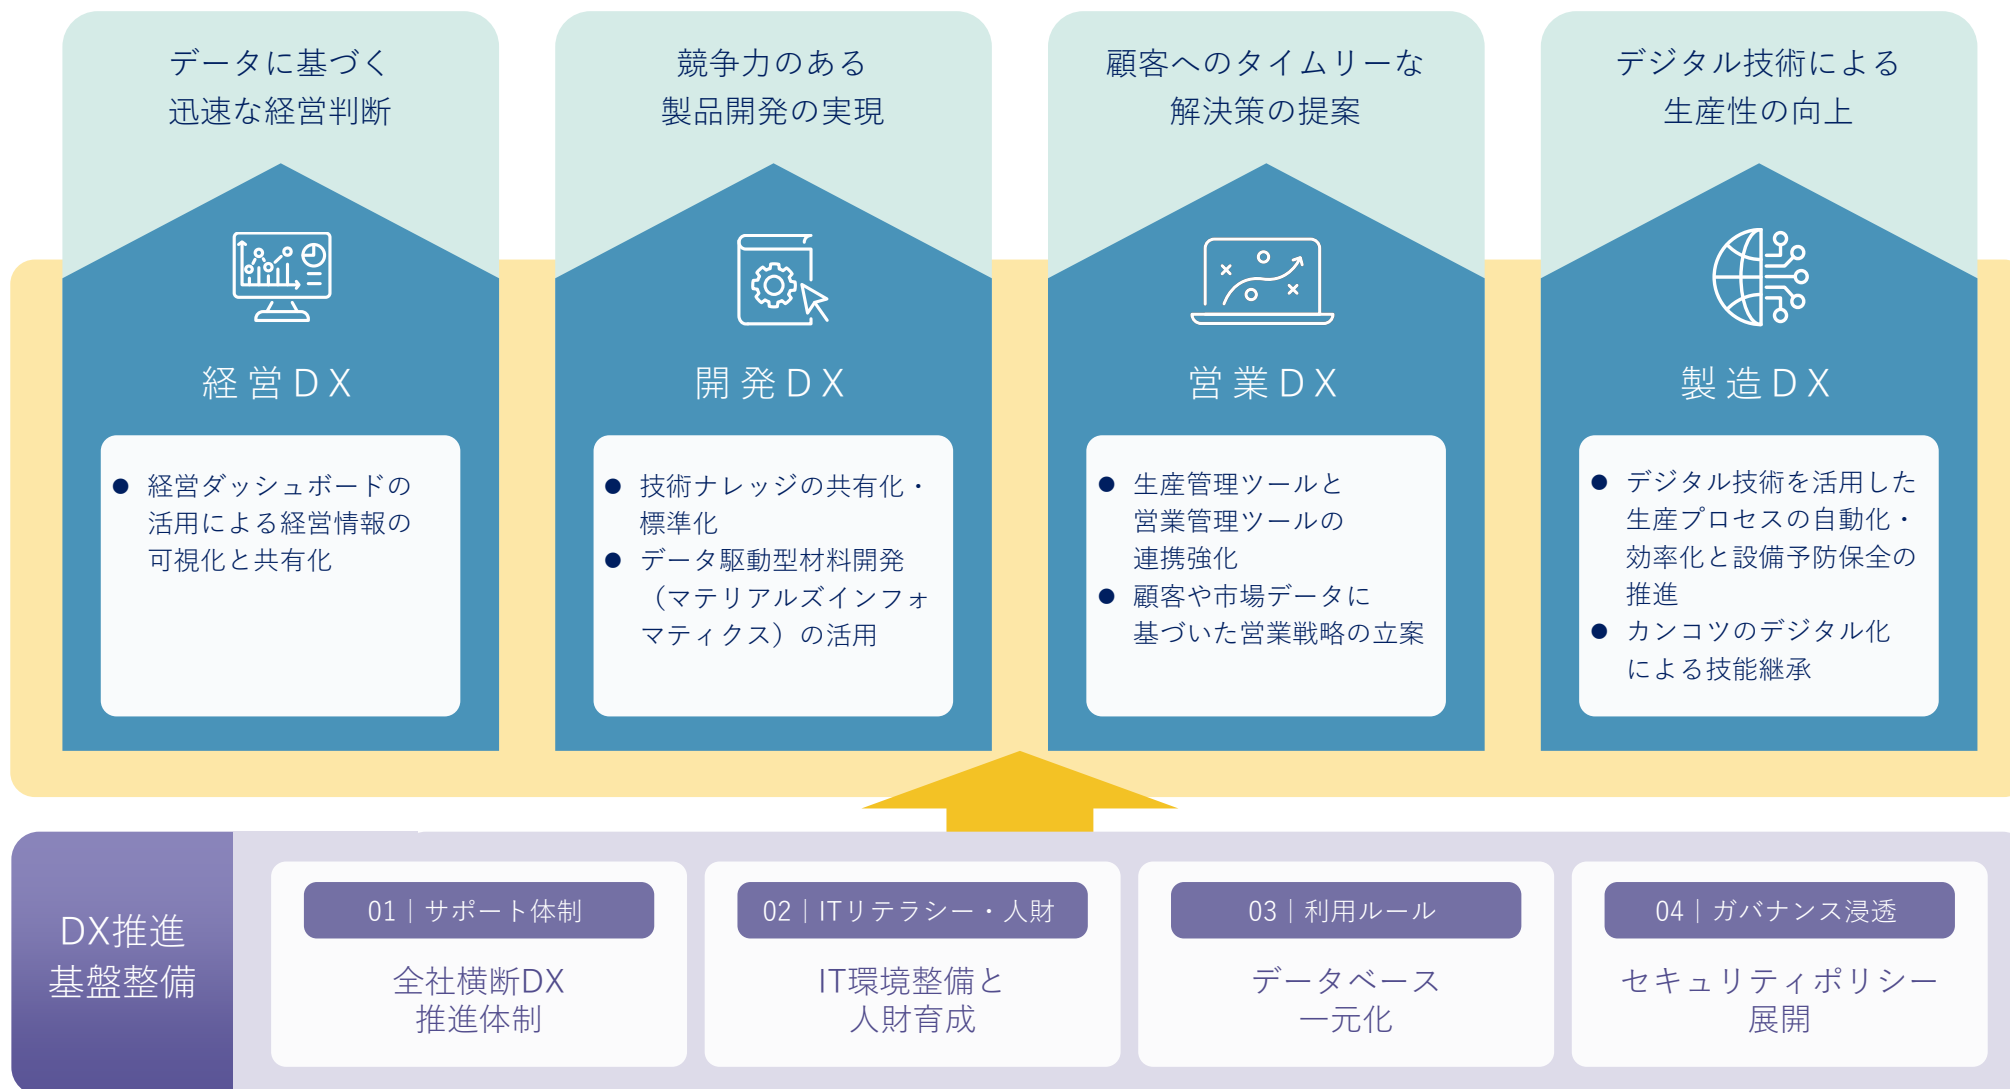 データに基づく
迅速な経営判断
経営DX
● 経営ダッシュボードの
活用による経営情報の
可視化と共有化
競争力のある
製品開発の実現
開発DX
● 技術ナレッジの共有化・
標準化
● データ駆動型材料開発
（マテリアルズインフォ
マティクス）の活用
顧客へのタイムリーな
解決策の提案
営業DX
● 生産管理ツールと
営業管理ツールの
連携強化
● 顧客や市場データに
基づいた営業戦略の立案
デジタル技術による
生産性の向上
製造DX
● デジタル技術を活用した
生産プロセスの自動化・
効率化と設備予防保全の
推進
● カンコツのデジタル化
による技能継承
DX推進
基盤整備
01｜サポート体制
全社横断DX
推進体制
02｜ITリテラシー・人財
IT環境整備と
人財育成
03｜利用ルール
データベース
一元化
04｜ガバナンス浸透
セキュリティポリシー
展開